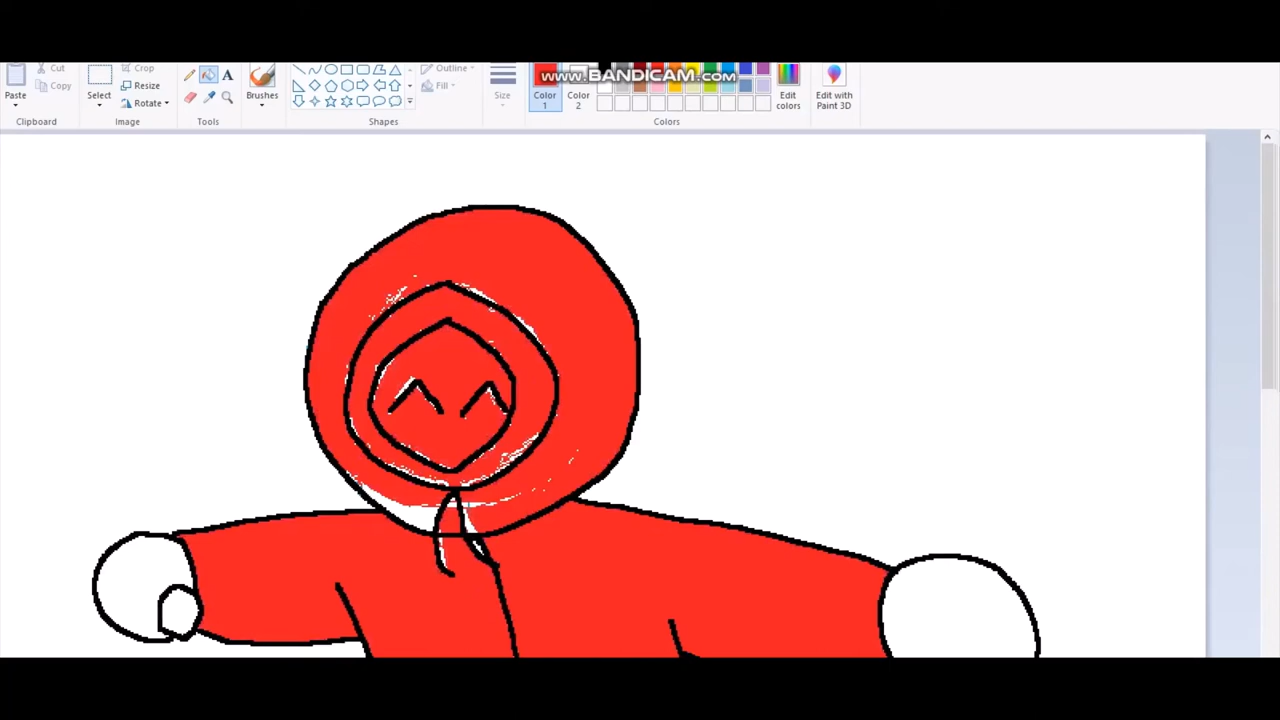 Cut
Crop
Outline
www.BANDICAM.com
Copy
Resize
Fill
Paste
Select
Rotate
A
Brushes
Size
Color
1
Color
2
Edit
colors
Edit with
Paint 3D
Clipboard
Image
Tools
Shapes
Colors